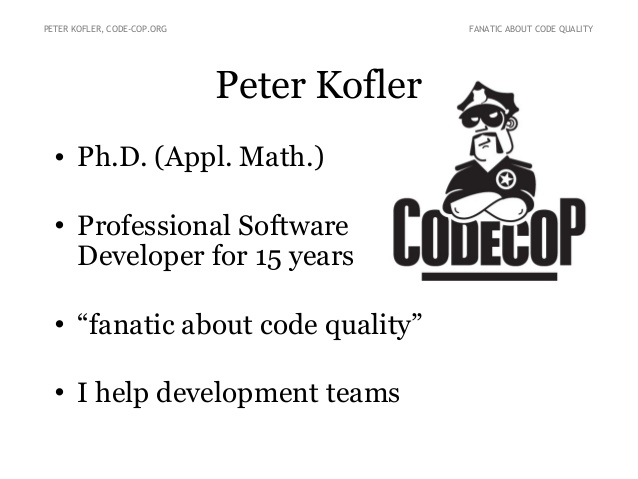 PETER KOFLER, CODE-COP.ORG
FANATIC ABOUT CODE QUALITY
Peter Kofler
• Ph.D. (Appl. Math.)
• Professional Software
Developer for 15 years
• “fanatic about code quality”
• I help development teams
CODECOP